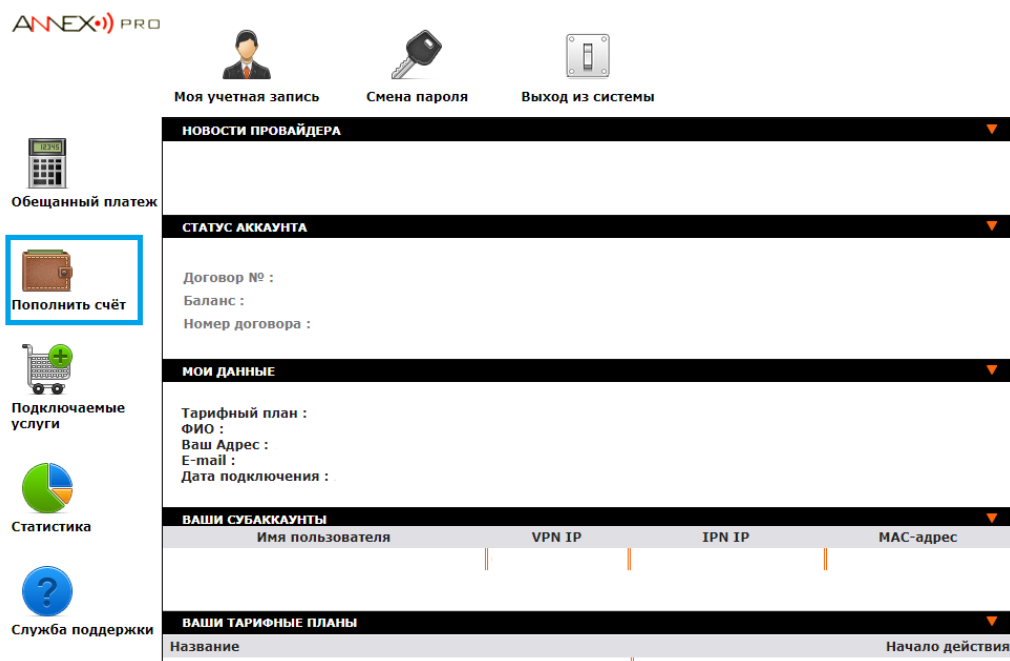 ANNEX PRO
Моя учетная запись
Смена пароля
Выход из системы
12345
Обещанный платеж
Пополнить счёт
Подключаемые
услуги
Статистика
?
Служба поддержки
НОВОСТИ ПРОВАЙДЕРА
СТАТУС АККАУНТА
Договор № :
Баланс :
Номер договора :
МОИ ДАННЫЕ
Тарифный план :
ФИО :
Ваш Адрес :
E-mail :
Дата подключения :
ВАШИ СУБАККАУНТЫ
Имя пользователя VPN IP IPN IP MAC-адрес
ВАШИ ТАРИФНЫЕ ПЛАНЫ
Название Начало действия